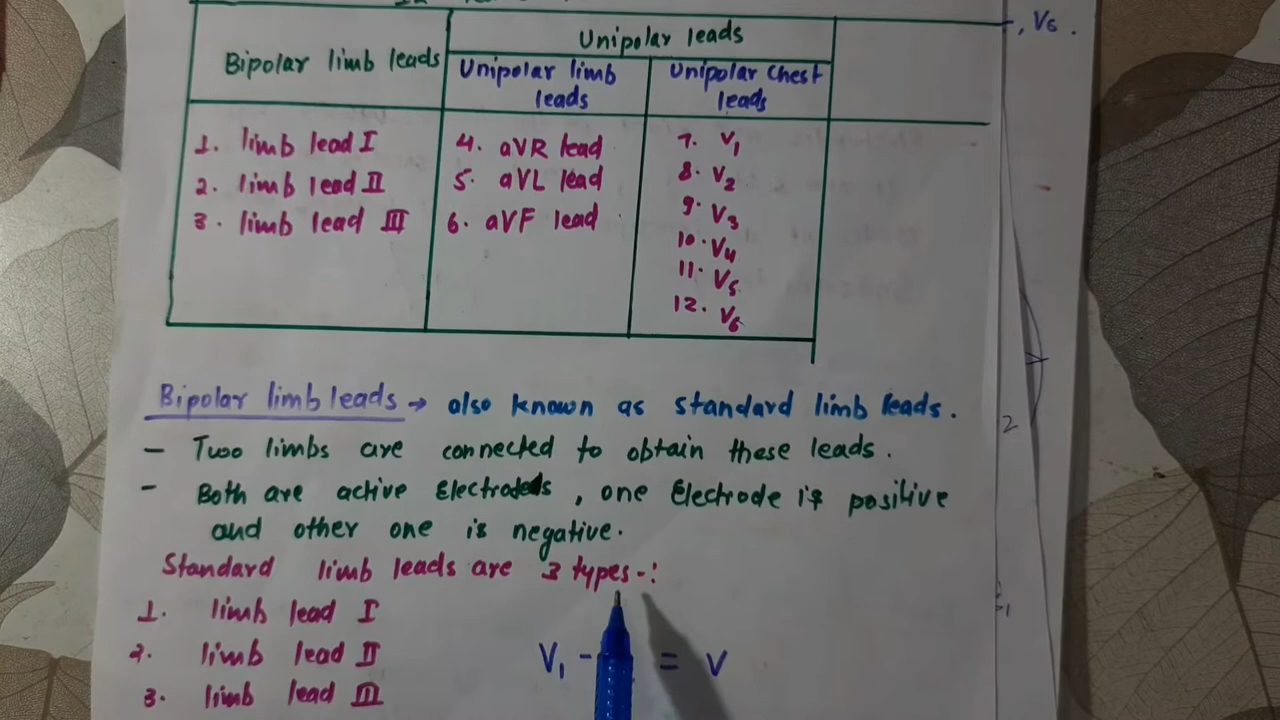 , V6 .
Unipolar leads
Bipolar limb leads
Unipolar limb leads
Unipolar Chest leads
1. limb lead I
2. limb lead II
3. limb lead III
4. aVR lead
5. aVL lead
6. aVF lead
7. V1
8. V2
9. V3
10. V4
11. V5
12. V6
Bipolar limb leads → also known as standard limb leads.
- Two limbs are connected to obtain these leads.
- Both are active Electrodes, one Electrode is positive
and other one is negative.
Standard limb leads are 3 types-:
1. limb lead I
2. limb lead II
3. limb lead III
V1 - = V
2